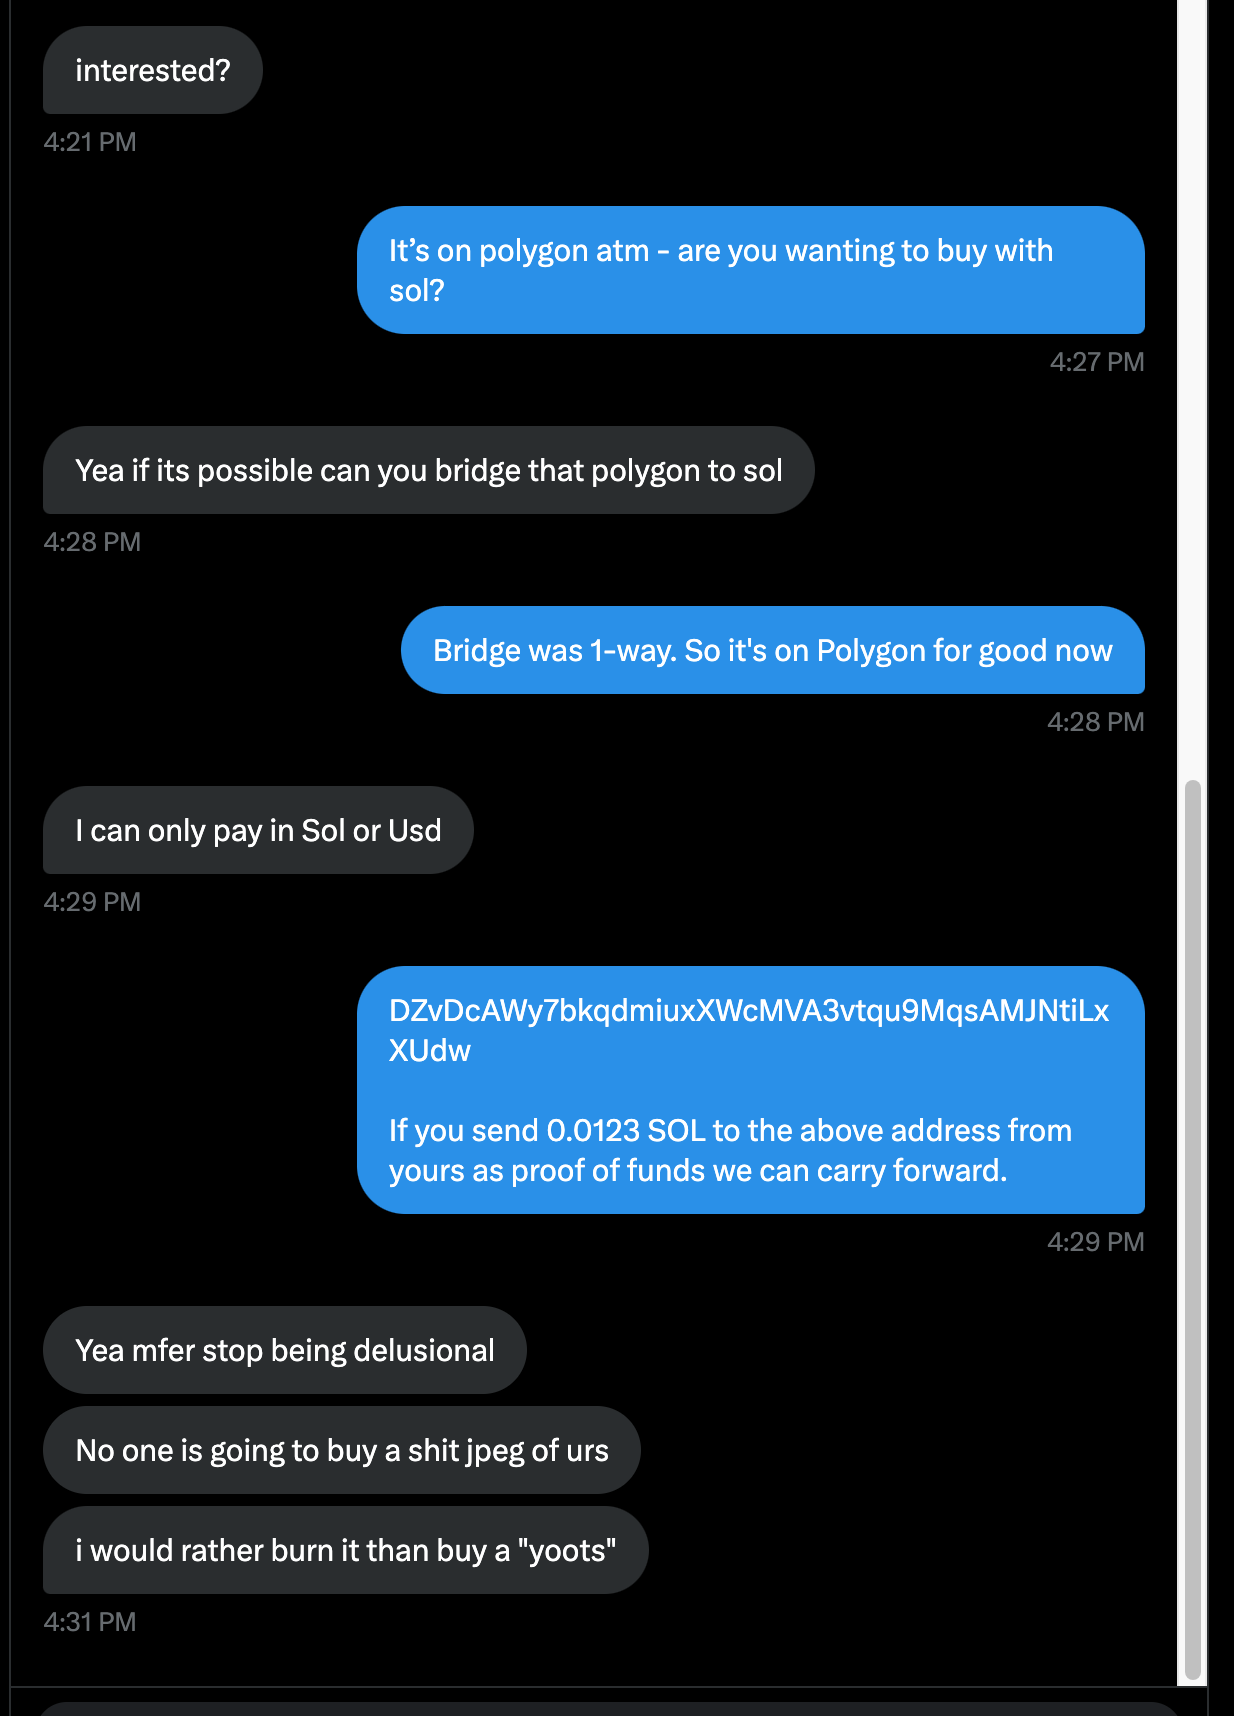 interested?
4:21 PM
It’s on polygon atm - are you wanting to buy with
sol?
4:27 PM
Yea if its possible can you bridge that polygon to sol
4:28 PM
Bridge was 1-way. So it's on Polygon for good now
4:28 PM
I can only pay in Sol or Usd
4:29 PM
DZvDcAWy7bkqdmiuxXWcMVA3vtqu9MqsAMJNtiLx
XUdw
If you send 0.0123 SOL to the above address from
yours as proof of funds we can carry forward.
4:29 PM
Yea mfer stop being delusional
No one is going to buy a shit jpeg of urs
i would rather burn it than buy a "yoots"
4:31 PM